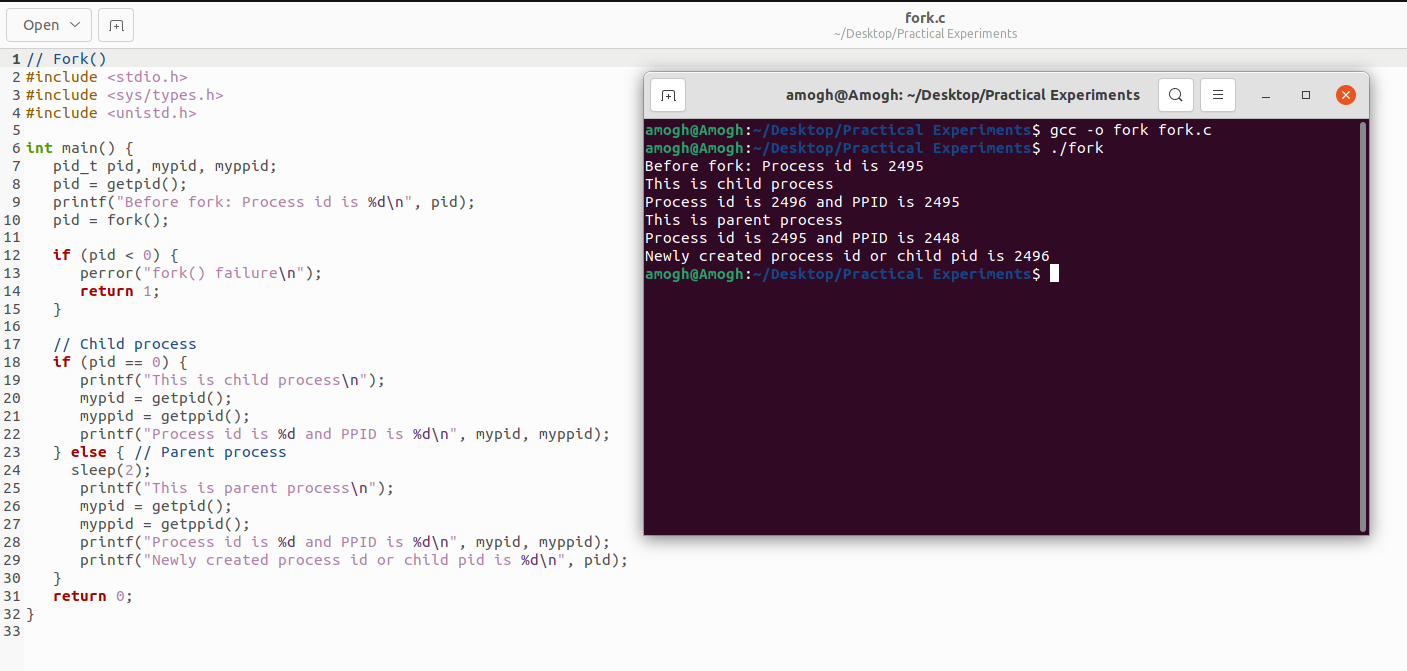 Open
fork.c
~/Desktop/Practical Experiments
1 // Fork()
2 #include <stdio.h>
3 #include <sys/types.h>
4 #include <unistd.h>
5
6 int main() {
7    pid_t pid, mypid, myppid;
8    pid = getpid();
9    printf("Before fork: Process id is %d\n", pid);
10    pid = fork();
11
12    if (pid < 0) {
13       perror("fork() failure\n");
14       return 1;
15    }
16
17    // Child process
18    if (pid == 0) {
19       printf("This is child process\n");
20       mypid = getpid();
21       myppid = getppid();
22       printf("Process id is %d and PPID is %d\n", mypid, myppid);
23    } else { // Parent process
24      sleep(2);
25       printf("This is parent process\n");
26       mypid = getpid();
27       myppid = getppid();
28       printf("Process id is %d and PPID is %d\n", mypid, myppid);
29       printf("Newly created process id or child pid is %d\n", pid);
30    }
31    return 0;
32 }
33
amogh@Amogh: ~/Desktop/Practical Experiments
amogh@Amogh:~/Desktop/Practical Experiments$ gcc -o fork fork.c
amogh@Amogh:~/Desktop/Practical Experiments$ ./fork
Before fork: Process id is 2495
This is child process
Process id is 2496 and PPID is 2495
This is parent process
Process id is 2495 and PPID is 2448
Newly created process id or child pid is 2496
amogh@Amogh:~/Desktop/Practical Experiments$